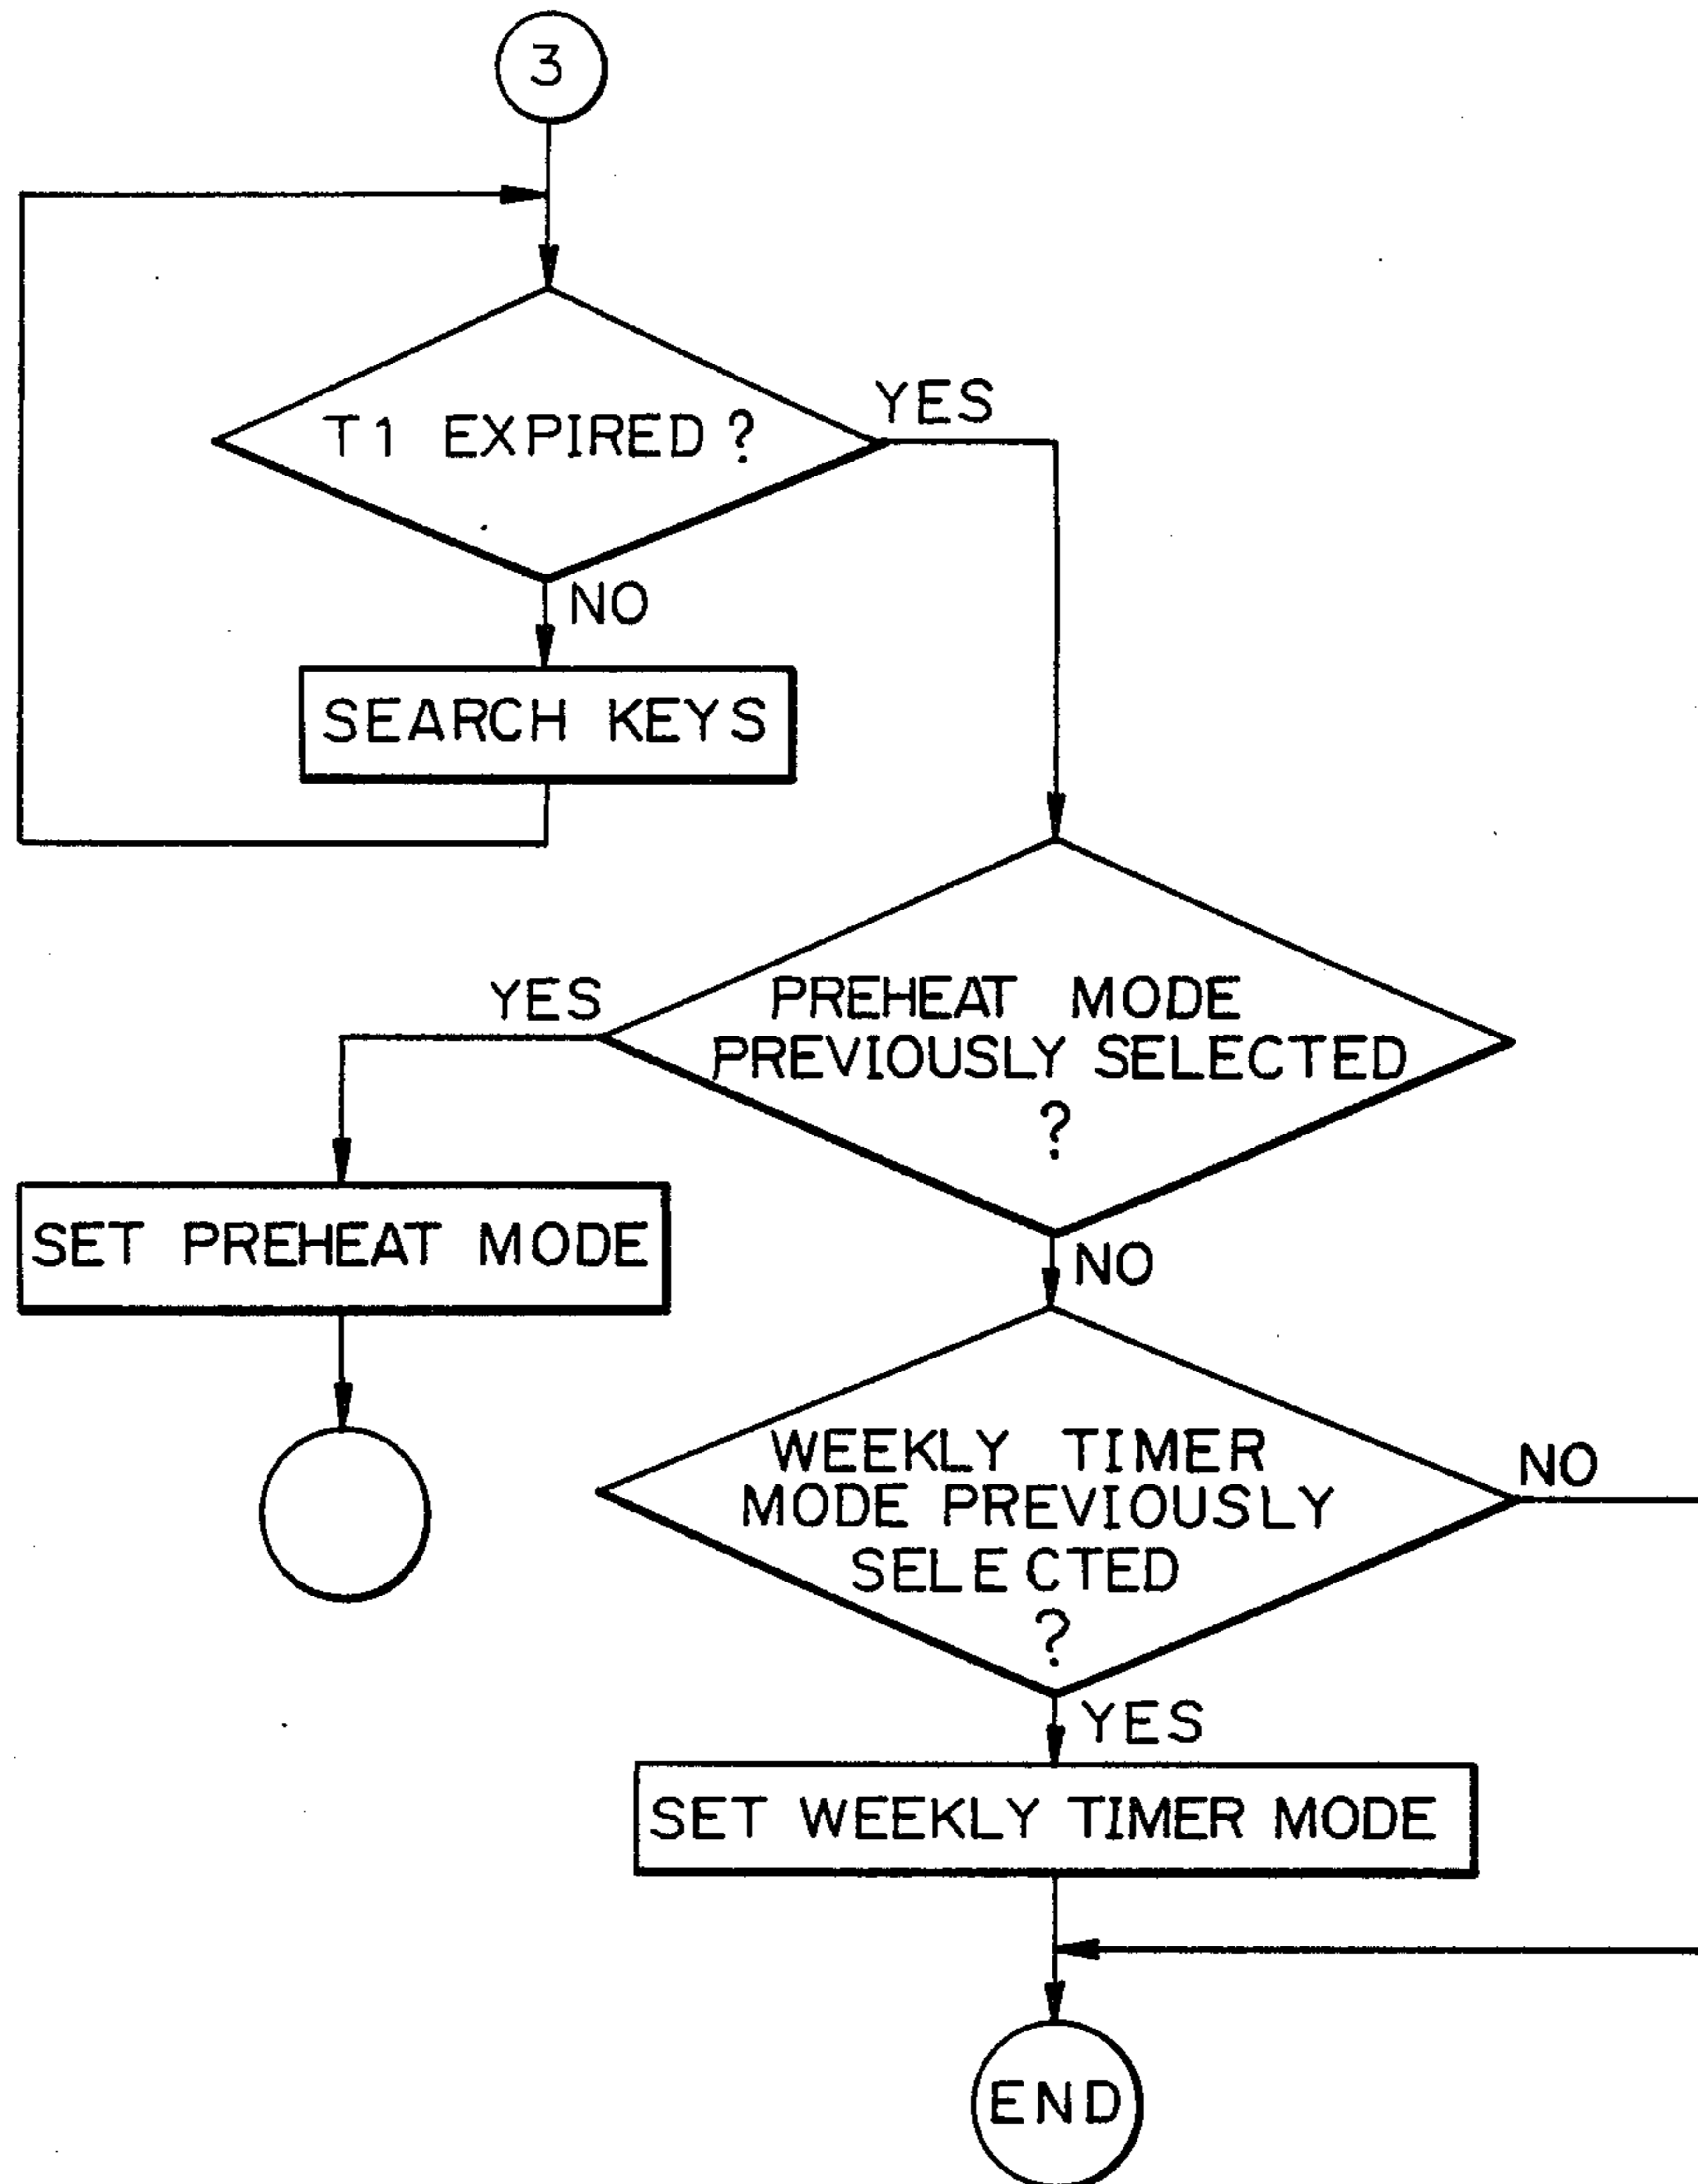 3
T1 EXPIRED ?
YES
NO
SEARCH KEYS
YES
PREHEAT MODE
PREVIOUSLY SELECTED
?
SET PREHEAT MODE
NO
WEEKLY TIMER
MODE PREVIOUSLY
SELECTED
?
NO
YES
SET WEEKLY TIMER MODE
END